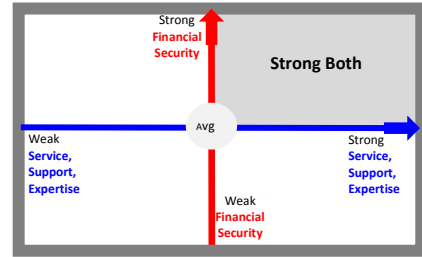 Strong
Financial
Security
Strong Both
Avg
Weak
Service,
Support,
Expertise
Strong
Service,
Support,
Expertise
Weak
Financial
Security